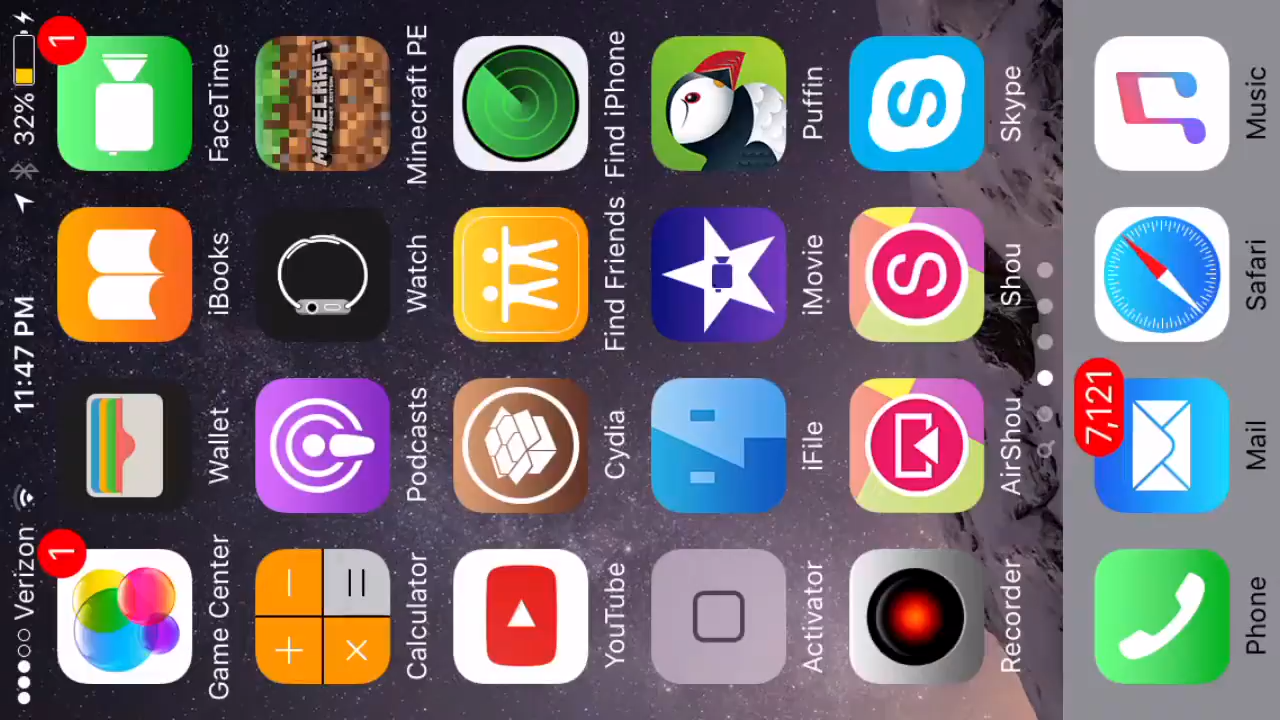 Verizon 11:47 PM 32%
1 1
Game Center Wallet iBooks FaceTime
MINECRAFT
Calculator Podcasts Watch Minecraft PE
YouTube Cydia Find Friends Find iPhone
Activator iFile iMovie Puffin
Recorder AirShou Shou Skype
7,121
Phone Mail Safari Music